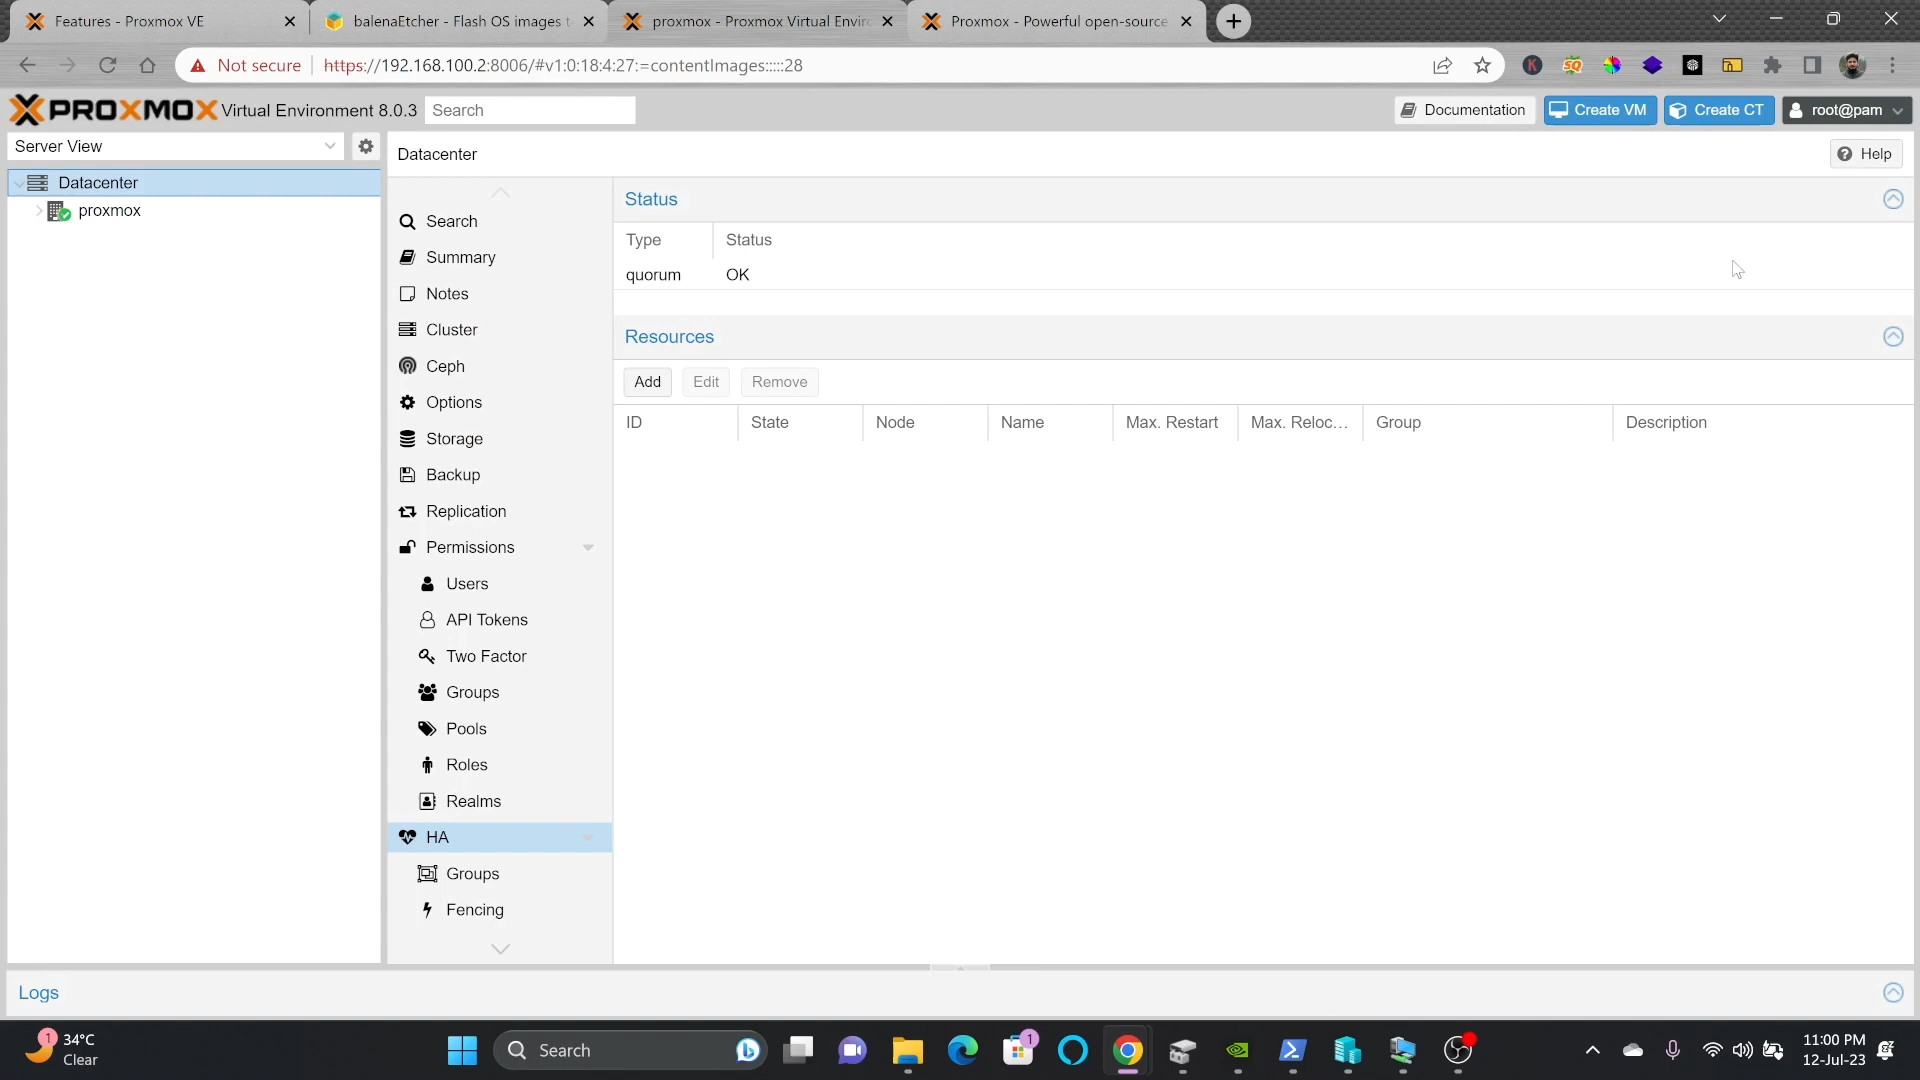 Features - Proxmox VE
balenaEtcher - Flash OS images t
proxmox - Proxmox Virtual Enviro
Proxmox - Powerful open-source
Not secure
https://192.168.100.2:8006/#v1:0:18:4:27:=contentImages:::::28
PROXMOX Virtual Environment 8.0.3
Search
Documentation
Create VM
Create CT
root@pam
Server View
Datacenter
Help
Datacenter
proxmox
Search
Summary
Notes
Cluster
Ceph
Options
Storage
Backup
Replication
Permissions
Users
API Tokens
Two Factor
Groups
Pools
Roles
Realms
HA
Groups
Fencing
Status
Type Status
quorum OK
Resources
Add Edit Remove
ID State Node Name Max. Restart Max. Reloc... Group Description
Logs
1
34°C
Clear
Search
1
11:00 PM
12-Jul-23